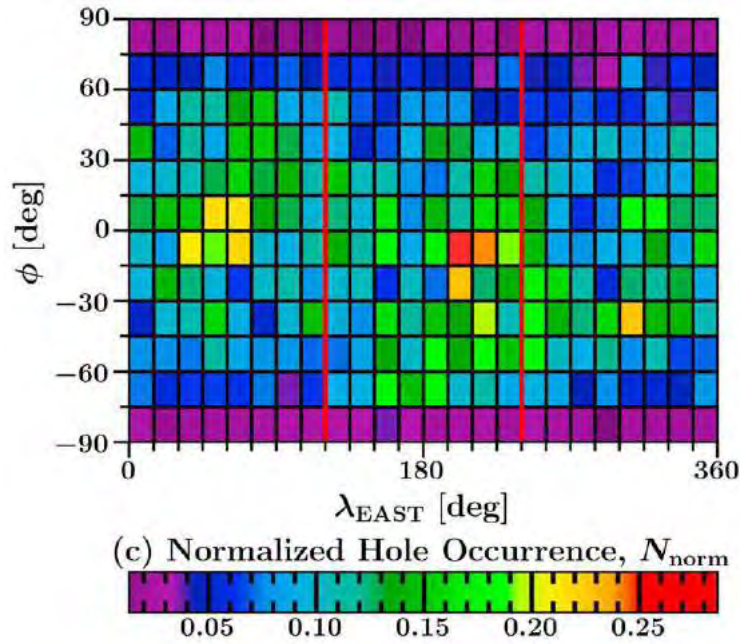 90
60
30
0
−30
−60
−90
ϕ [deg]
0 180 360
λEAST [deg]
(c) Normalized Hole Occurrence, Nnorm
0.05 0.10 0.15 0.20 0.25